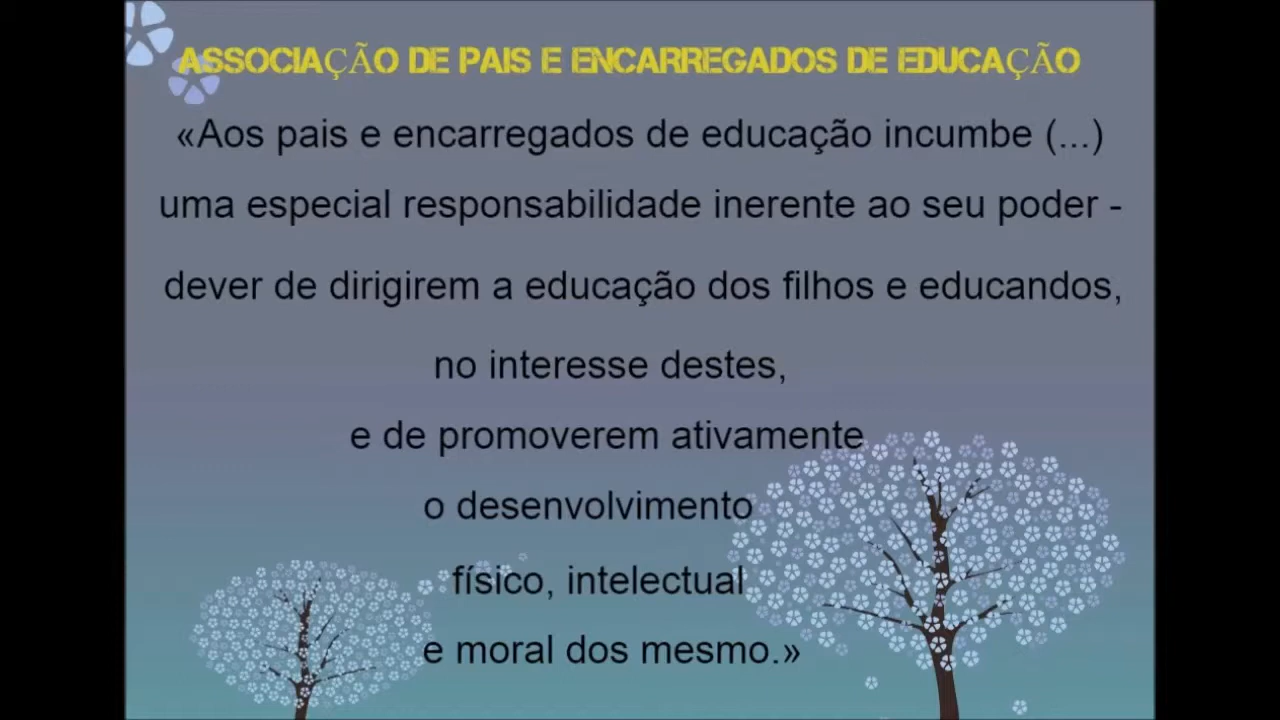 ASSOCIAÇÃO DE PAIS E ENCARREGADOS DE EDUCAÇÃO
«Aos pais e encarregados de educação incumbe (...)
uma especial responsabilidade inerente ao seu poder -
dever de dirigirem a educação dos filhos e educandos,
no interesse destes,
e de promoverem ativamente
o desenvolvimento
físico, intelectual
e moral dos mesmo.»